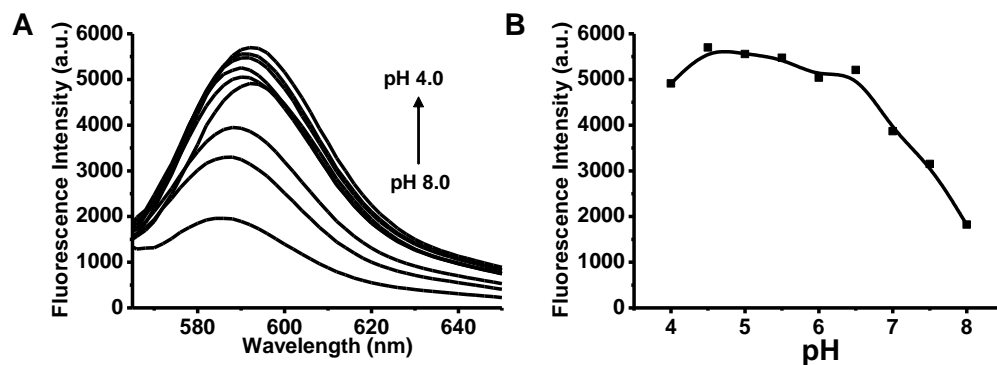 A
Fluorescence Intensity (a.u.)
6000
5000
4000
3000
2000
1000
0
pH 4.0
pH 8.0
580
600
620
640
Wavelength (nm)
B
Fluorescence Intensity (a.u.)
6000
5000
4000
3000
2000
1000
0
4
5
6
7
8
pH